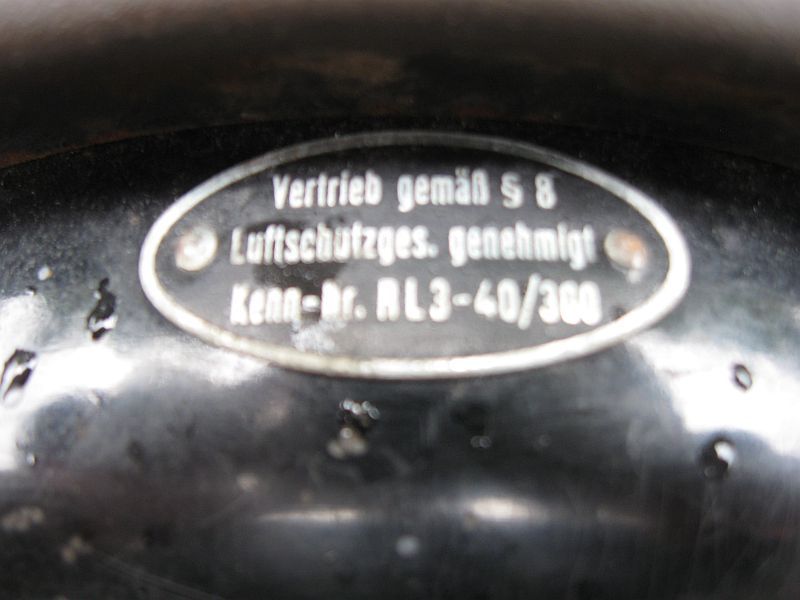 Vertrieb gemäß § 8
Luftschutzges. genehmigt
Kenn-Nr. RL3-40/300